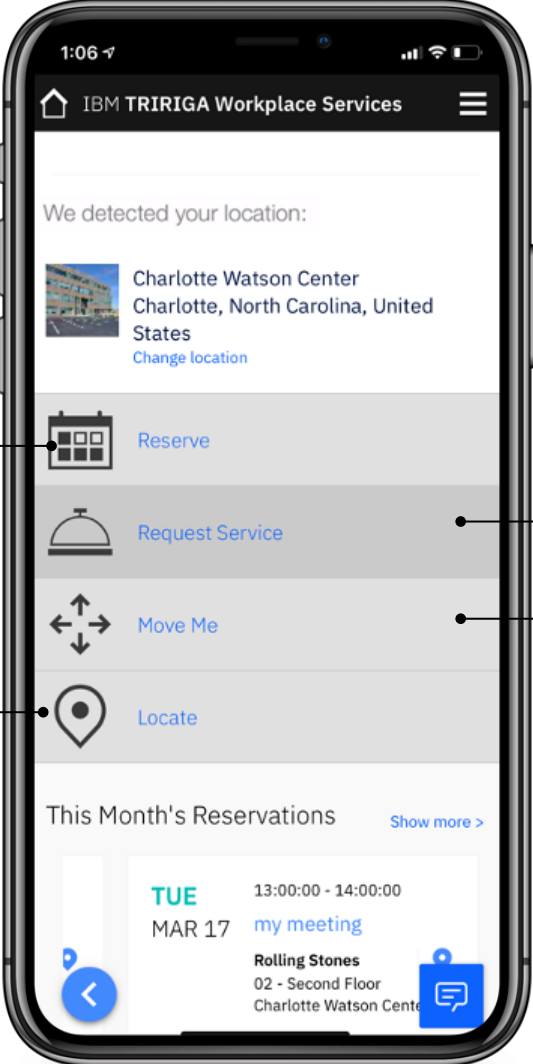 1:06
IBM TRIRIGA Workplace Services
We detected your location:
Charlotte Watson Center
Charlotte, North Carolina, United
States
Change location
Reserve
Request Service
Move Me
Locate
This Month's Reservations
Show more >
TUE
MAR 17
13:00:00 - 14:00:00
my meeting
Rolling Stones
02 - Second Floor
Charlotte Watson Cente